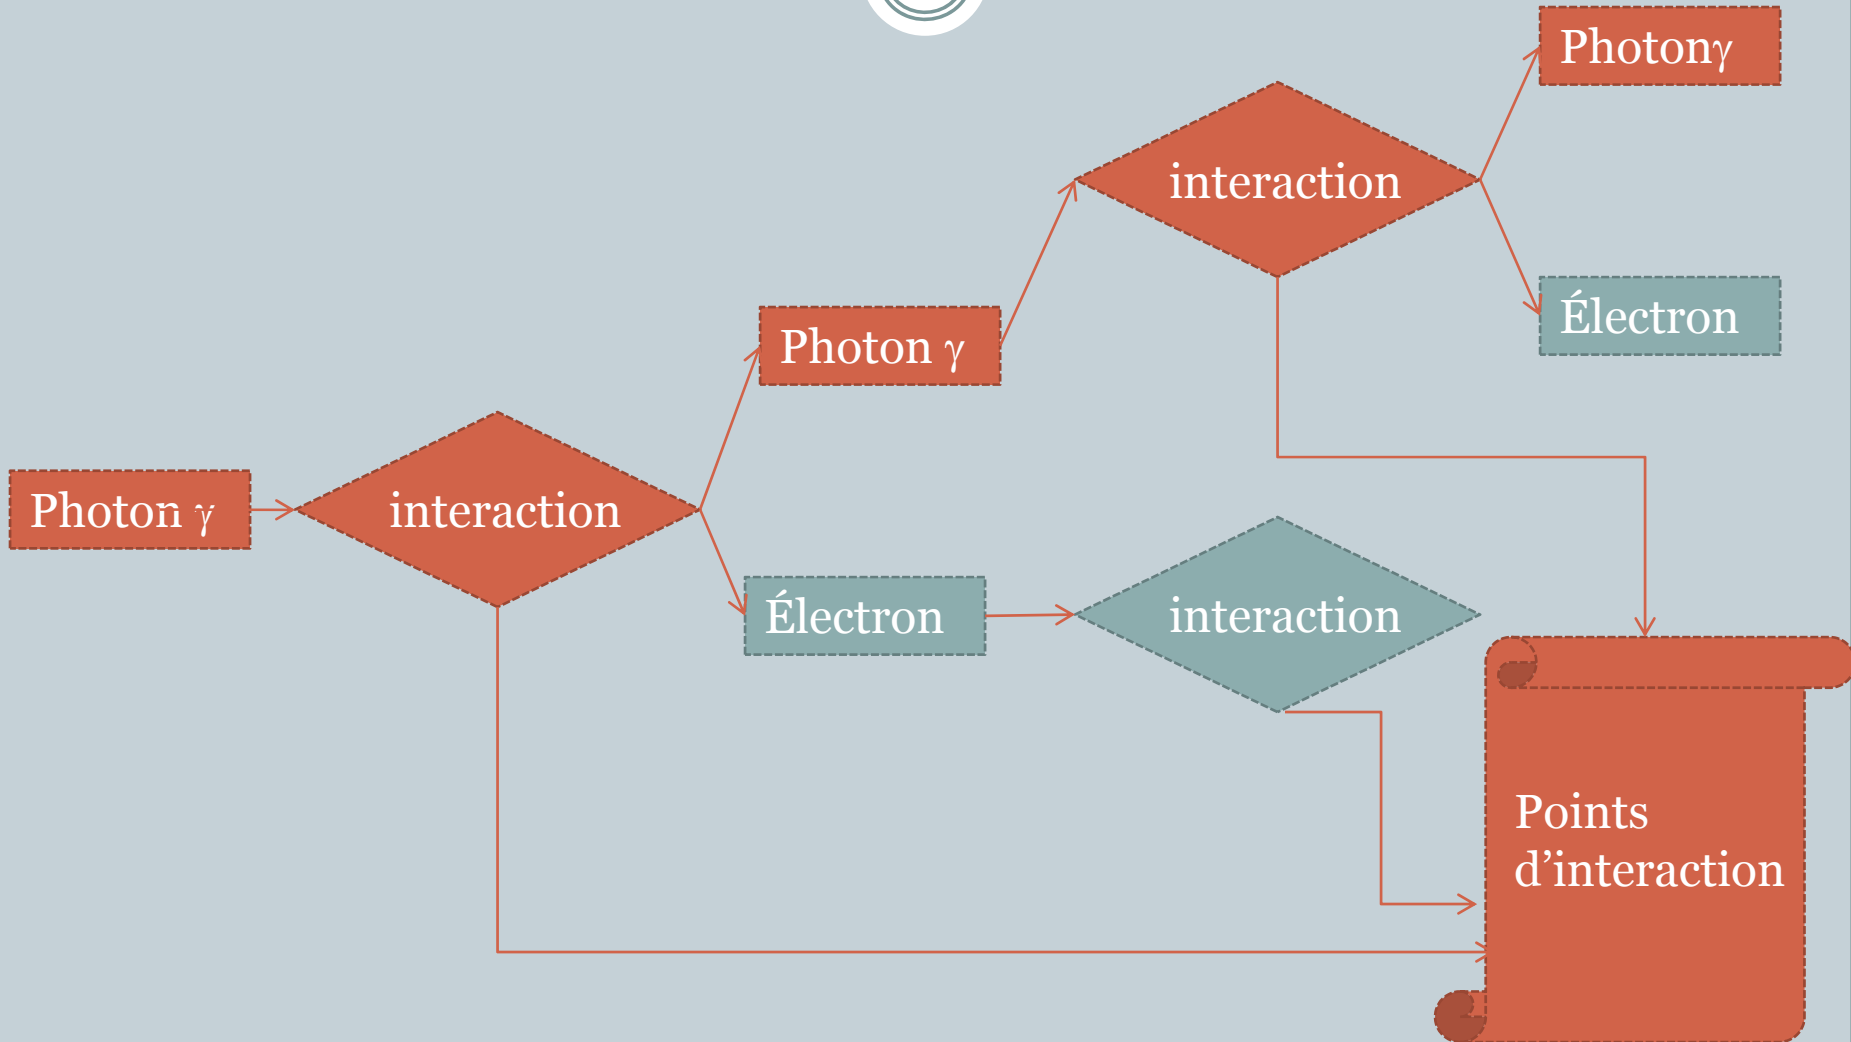 Photonγ
interaction
Électron
Photon γ
Photon γ
interaction
Électron
interaction
Points
d’interaction